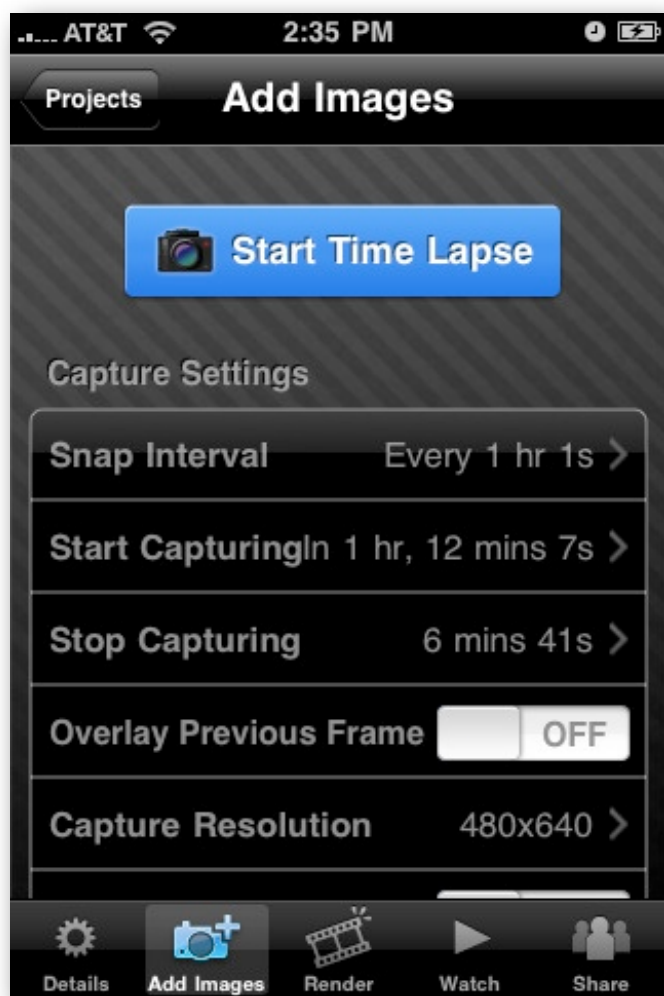 AT&T 2:35 PM
Projects Add Images
Start Time Lapse
Capture Settings
Snap Interval Every 1 hr 1s
Start Capturing In 1 hr, 12 mins 7s
Stop Capturing 6 mins 41s
Overlay Previous Frame OFF
Capture Resolution 480x640
Details Add Images Render Watch Share